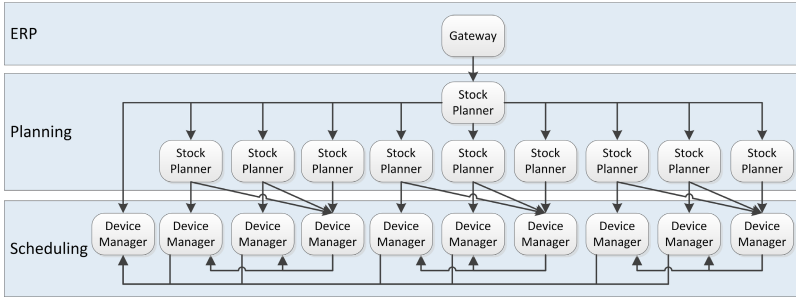 ERP
Gateway
Planning
Stock
Planner
Stock
Planner
Stock
Planner
Stock
Planner
Stock
Planner
Stock
Planner
Stock
Planner
Stock
Planner
Stock
Planner
Stock
Planner
Scheduling
Device
Manager
Device
Manager
Device
Manager
Device
Manager
Device
Manager
Device
Manager
Device
Manager
Device
Manager
Device
Manager
Device
Manager